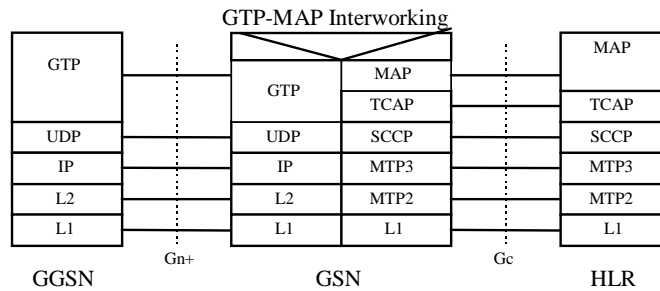 GTP-MAP Interworking
GTP
MAP
MAP
GTP
TCAP
TCAP
UDP
UDP
SCCP
SCCP
IP
IP
MTP3
MTP3
L2
L2
MTP2
MTP2
L1
L1
L1
L1
Gn+
Gc
GGSN
GSN
HLR